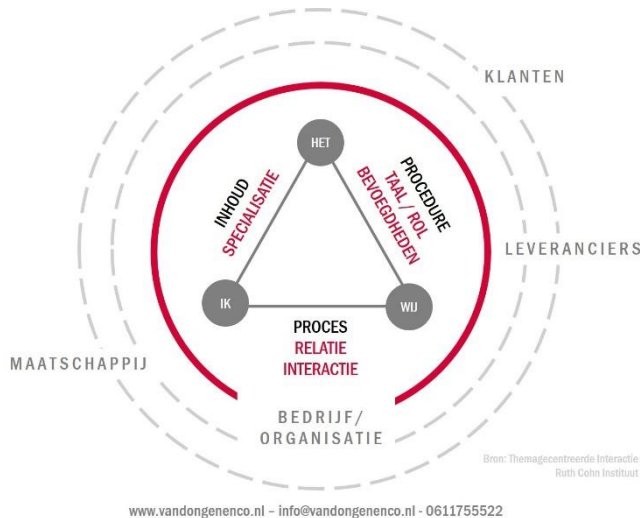 KLANTEN
HET
INHOUD
SPECIALISATIE
PROCEDURE
TAAL / ROL
BEVOEGDHEDEN
LEVERANCIERS
IK
WIJ
PROCES
RELATIE
INTERACTIE
MAATSCHAPPIJ
BEDRIJF/
ORGANISATIE
Bron: Themagecentreerde Interactie
Ruth Cohn Instituut
www.vandongenenco.nl – info@vandongenenco.nl - 0611755522